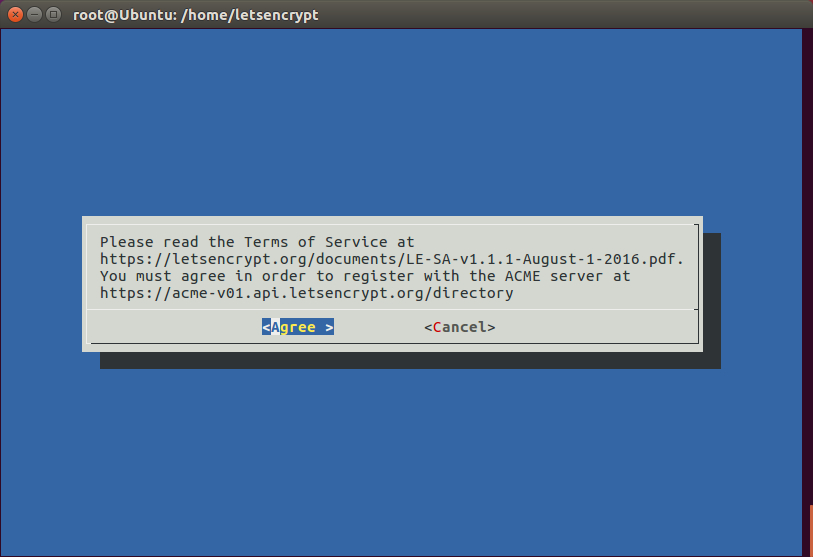 root@Ubuntu: /home/letsencrypt
Please read the Terms of Service at
https://letsencrypt.org/documents/LE-SA-v1.1.1-August-1-2016.pdf.
You must agree in order to register with the ACME server at
https://acme-v01.api.letsencrypt.org/directory
<Agree > <Cancel>